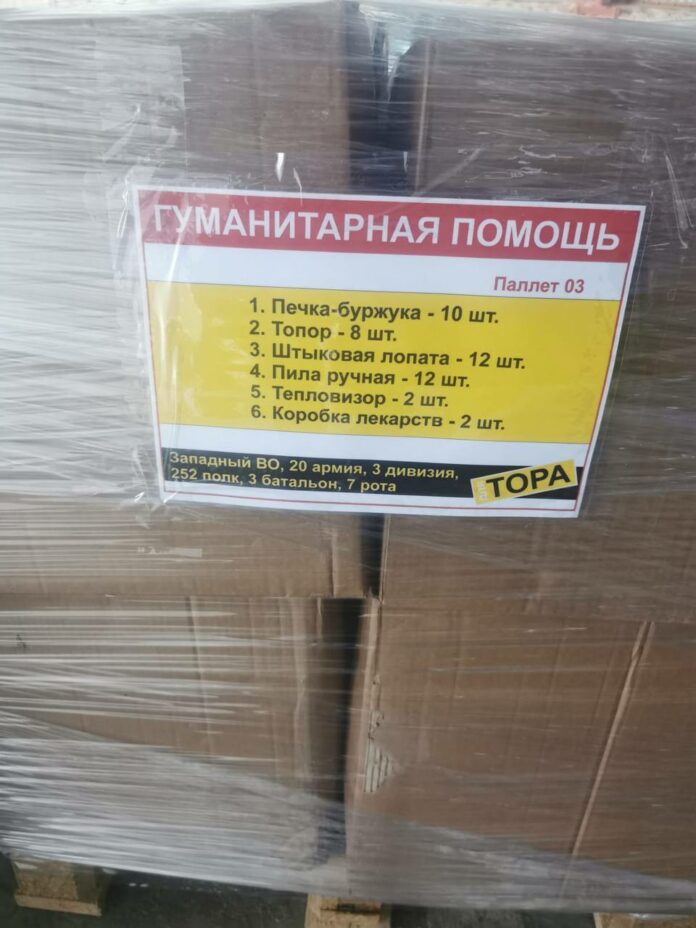 ГУМАНИТАРНАЯ ПОМОЩЬ
Паллет 03
1. Печка-буржука - 10 шт.
2. Топор - 8 шт.
3. Штыковая лопата - 12 шт.
4. Пила ручная - 12 шт.
5. Тепловизор - 2 шт.
6. Коробка лекарств - 2 шт.
Западный ВО, 20 армия, 3 дивизия,
252 полк, 3 батальон, 7 рота
для ТОРА